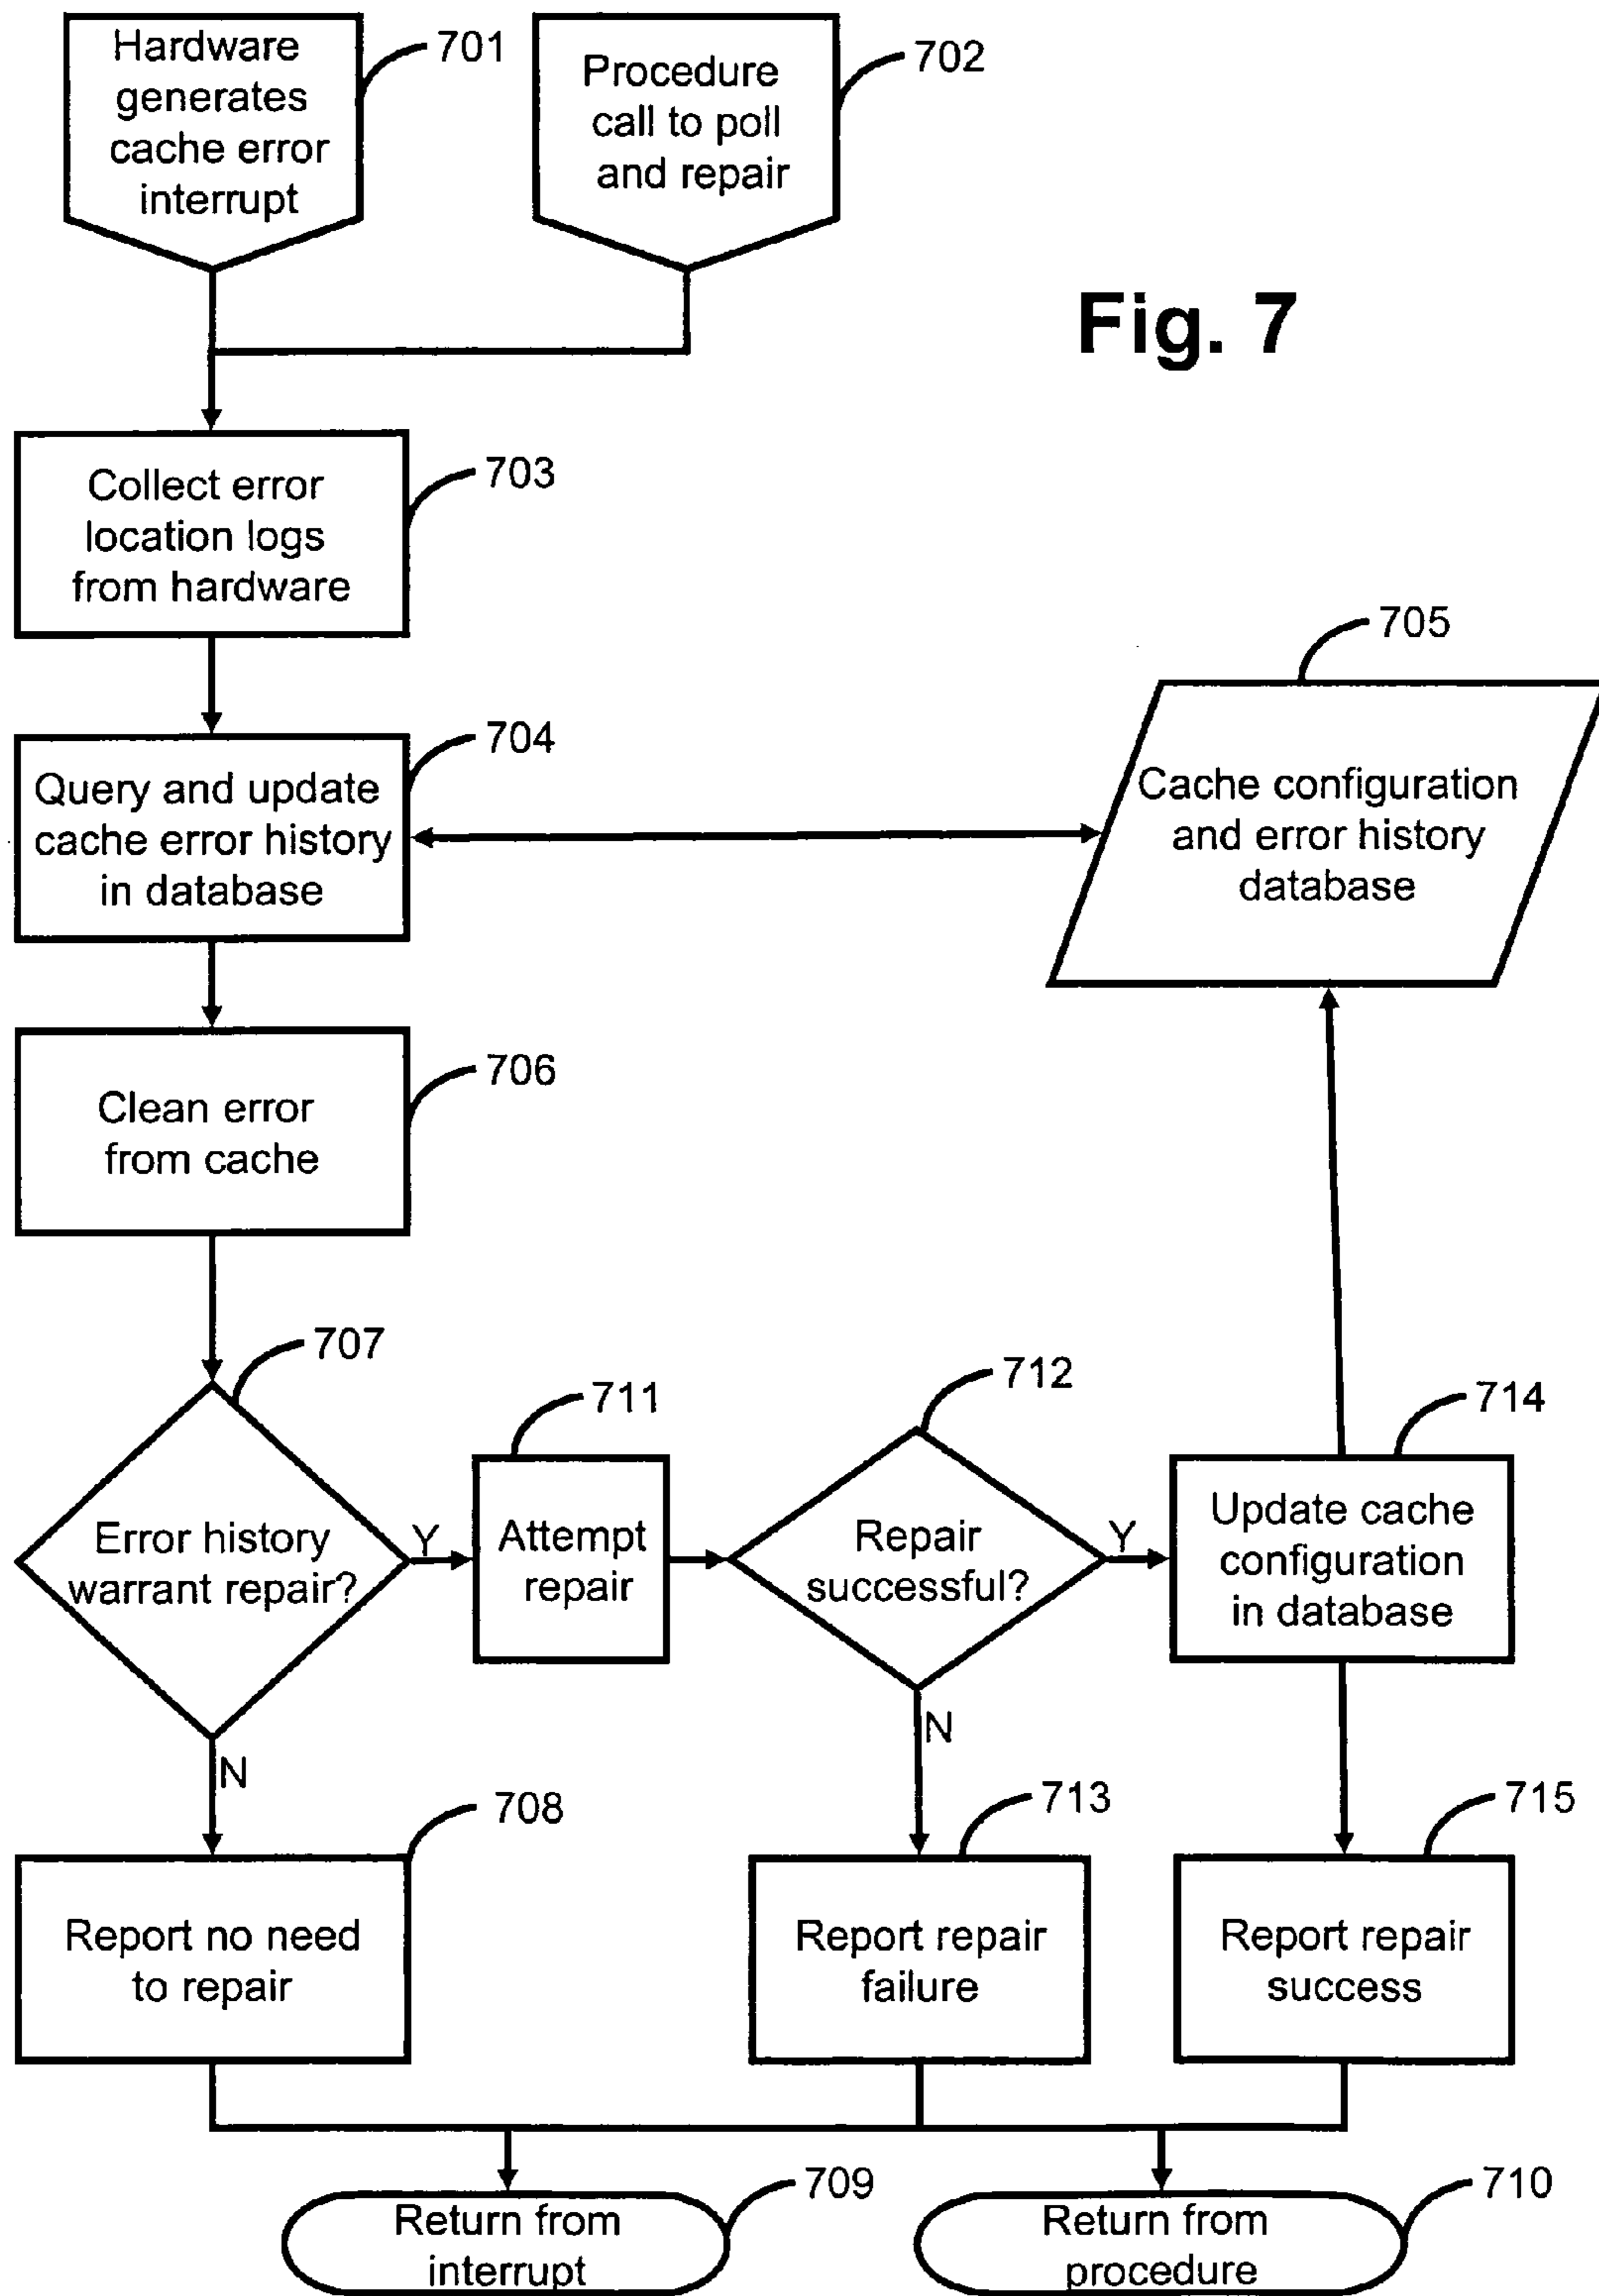 Hardware
generates
cache error
interrupt
701
Procedure
call to poll
and repair
702
Fig. 7
Collect error
location logs
from hardware
703
705
Query and update
cache error history
in database
704
Cache configuration
and error history
database
Clean error
from cache
706
707
Error history
warrant repair?
Y
N
711
Attempt
repair
712
Repair
successful?
Y
N
714
Update cache
configuration
in database
708
Report no need
to repair
713
Report repair
failure
715
Report repair
success
709
Return from
interrupt
710
Return from
procedure